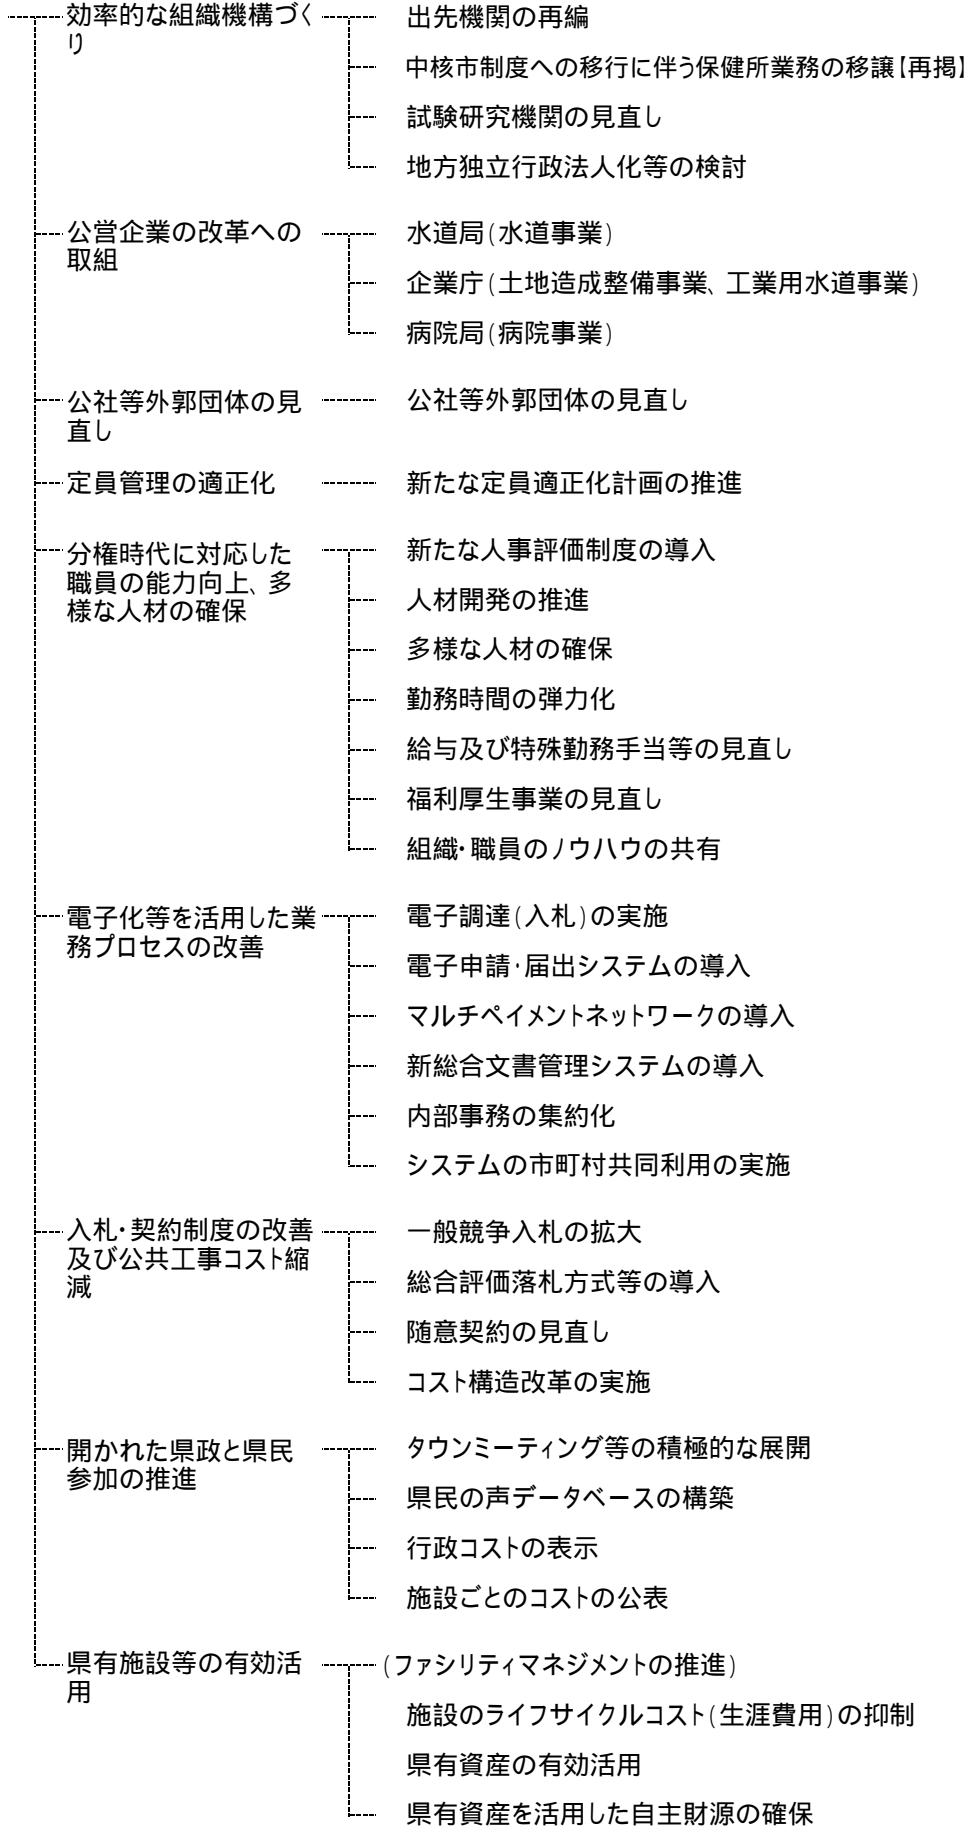 効率的な組織機構づく
り
出先機関の再編
中核市制度への移行に伴う保健所業務の移譲【再掲】
試験研究機関の見直し
地方独立行政法人化等の検討
公営企業の改革への
取組
水道局(水道事業)
企業庁(土地造成整備事業、工業用水道事業)
病院局(病院事業)
公社等外郭団体の見
直し
公社等外郭団体の見直し
定員管理の適正化
新たな定員適正化計画の推進
分権時代に対応した
職員の能力向上、多
様な人材の確保
新たな人事評価制度の導入
人材開発の推進
多様な人材の確保
勤務時間の弾力化
給与及び特殊勤務手当等の見直し
福利厚生事業の見直し
組織・職員のノウハウの共有
電子化等を活用した業
務プロセスの改善
電子調達(入札)の実施
電子申請・届出システムの導入
マルチペイメントネットワークの導入
新総合文書管理システムの導入
内部事務の集約化
システムの市町村共同利用の実施
入札・契約制度の改善
及び公共工事コスト縮
減
一般競争入札の拡大
総合評価落札方式等の導入
随意契約の見直し
コスト構造改革の実施
開かれた県政と県民
参加の推進
タウンミーティング等の積極的な展開
県民の声データベースの構築
行政コストの表示
施設ごとのコストの公表
県有施設等の有効活
用
(ファシリティマネジメントの推進)
施設のライフサイクルコスト(生涯費用)の抑制
県有資産の有効活用
県有資産を活用した自主財源の確保